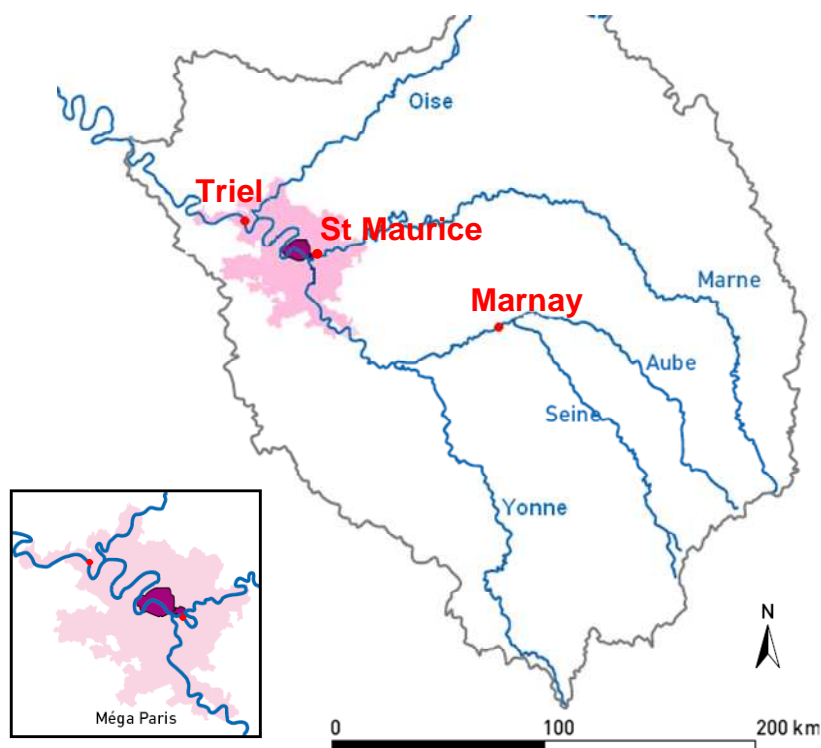 Oise
Triel
St Maurice
Marne
Marnay
Aube
Seine
Yonne
N
Méga Paris
0 100 200 km